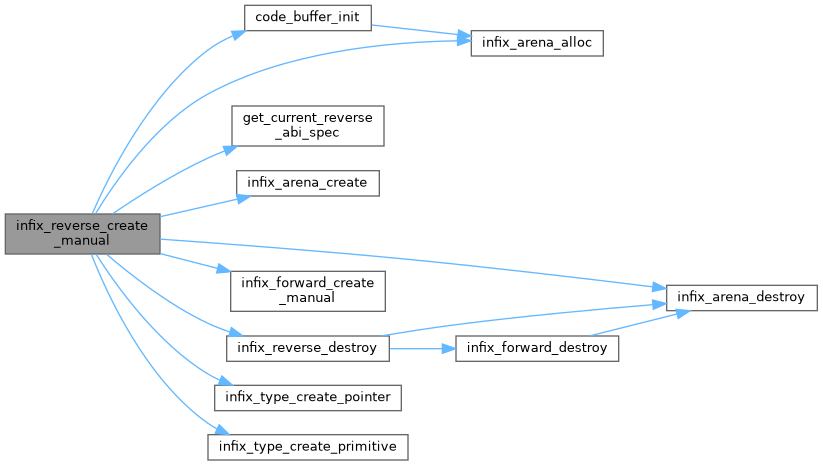 code_buffer_init
infix_arena_alloc
get_current_reverse
_abi_spec
infix_arena_create
infix_reverse_create
_manual
infix_forward_create
_manual
infix_arena_destroy
infix_reverse_destroy
infix_forward_destroy
infix_type_create_pointer
infix_type_create_primitive